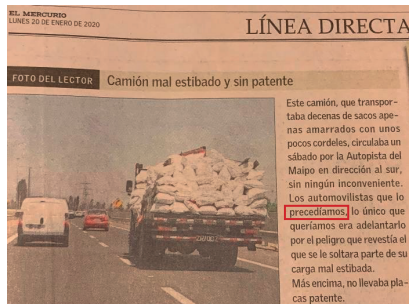 EL MERCURIO
LUNES 20 DE ENERO DE 2020
LÍNEA DIRECTA
FOTO DEL LECTOR
Camión mal estibado y sin patente
Este camión, que transpor-
taba decenas de sacos ape-
nas amarrados con unos
pocos cordeles, circulaba un
sábado por la Autopista del
Maipo en dirección al sur,
sin ningún inconveniente.
Los automovilistas que lo
precedíamos, lo único que
queríamos era adelantarlo
por el peligro que revestía el
que se le soltara parte de su
carga mal estibada.
Más encima, no llevaba pla-
cas patente.